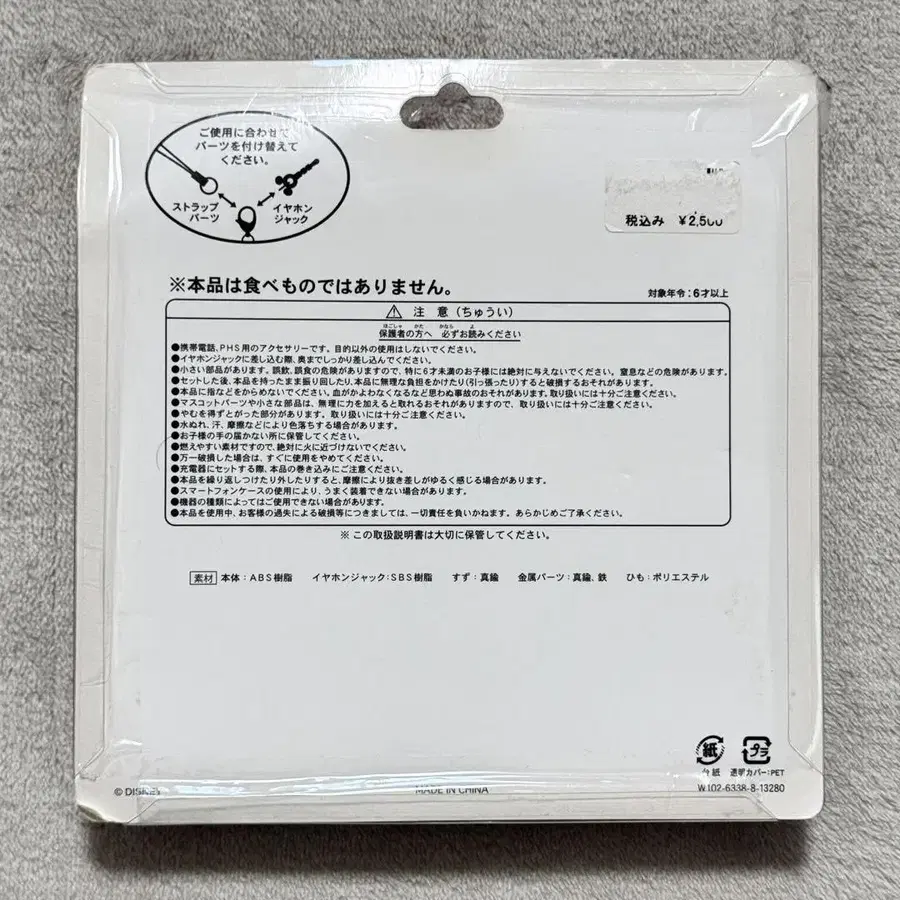 ご使用に合わせて
パーツを付け替えて
ください。
ストラップ
パーツ
イヤホン
ジャック
税込み ¥2,500
※本品は食べものではありません。
対象年令:6才以上
⚠ 注 意(ちゅうい)
保護者の方へ 必ずお読みください
●携帯電話、PHS用のアクセサリーです。目的以外の使用はしないでください。
●イヤホンジャックに差し込む際、奥までしっかり差し込んでください。
●小さい部品があります。誤飲、誤食の危険がありますので、特に6才未満のお子様には絶対に与えないでください。窒息などの危険があります。
●セットした後、本品を持ったまま振り回したり、本品に無理な負担をかけたり(引っ張ったり)すると破損するおそれがあります。
●本品に指などをからめないでください。血がかよわなくなるなど思わぬ事故のおそれがあります。取り扱いには十分ご注意ください。
●マスコットパーツや小さな部品は、無理に力を加えると取れるおそれがありますので、取り扱いには十分ご注意ください。
●やむを得ずとがった部分があります。取り扱いには十分ご注意ください。
●水ぬれ、汗、摩擦などにより色落ちする場合があります。
●お子様の手の届かない所に保管してください。
●燃えやすい素材ですので、絶対に火に近づけないでください。
●万一破損した場合は、すぐに使用をやめてください。
●充電器にセットする際、本品の巻き込みにご注意ください。
●本品を繰り返しつけたり外したりすると、摩擦により抜き差しがゆるく感じる場合があります。
●スマートフォンケースの使用により、うまく装着できない場合があります。
●機器の種類によってはご使用できない場合があります。
●本品を使用中、お客様の過失による破損等につきましては、一切責任を負いかねます。あらかじめご了承ください。
※ この取扱説明書は大切に保管してください。
素材 本体:ABS樹脂 イヤホンジャック:SBS樹脂 すず:真鍮 金属パーツ:真鍮、鉄 ひも:ポリエステル
紙 プラ
台紙 透明カバー:PET
© DISNEY MADE IN CHINA W102-6338-8-13280